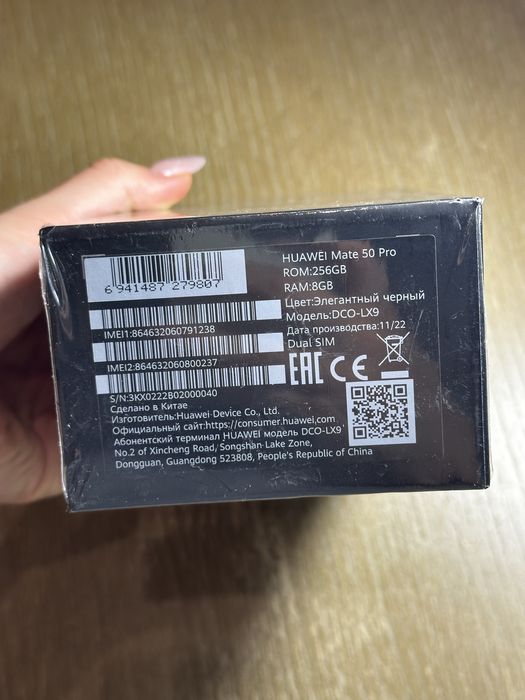 HUAWEI Mate 50 Pro
ROM:256GB
RAM:8GB
Цвет:Элегантный черный
Модель:DCO-LX9
Дата производства:11/22
Dual SIM
EAC CE
6 941487 279807
IMEI1:864632060791238
IMEI2:864632060800237
S/N:3KX0222B02000040
Сделано в Китае
Изготовитель:Huawei Device Co., Ltd.
Официальный сайт:https://consumer.huawei.com
Абонентский терминал HUAWEI модель DCO-LX9
No.2 of Xincheng Road, Songshan Lake Zone,
Dongguan, Guangdong 523808, People's Republic of China